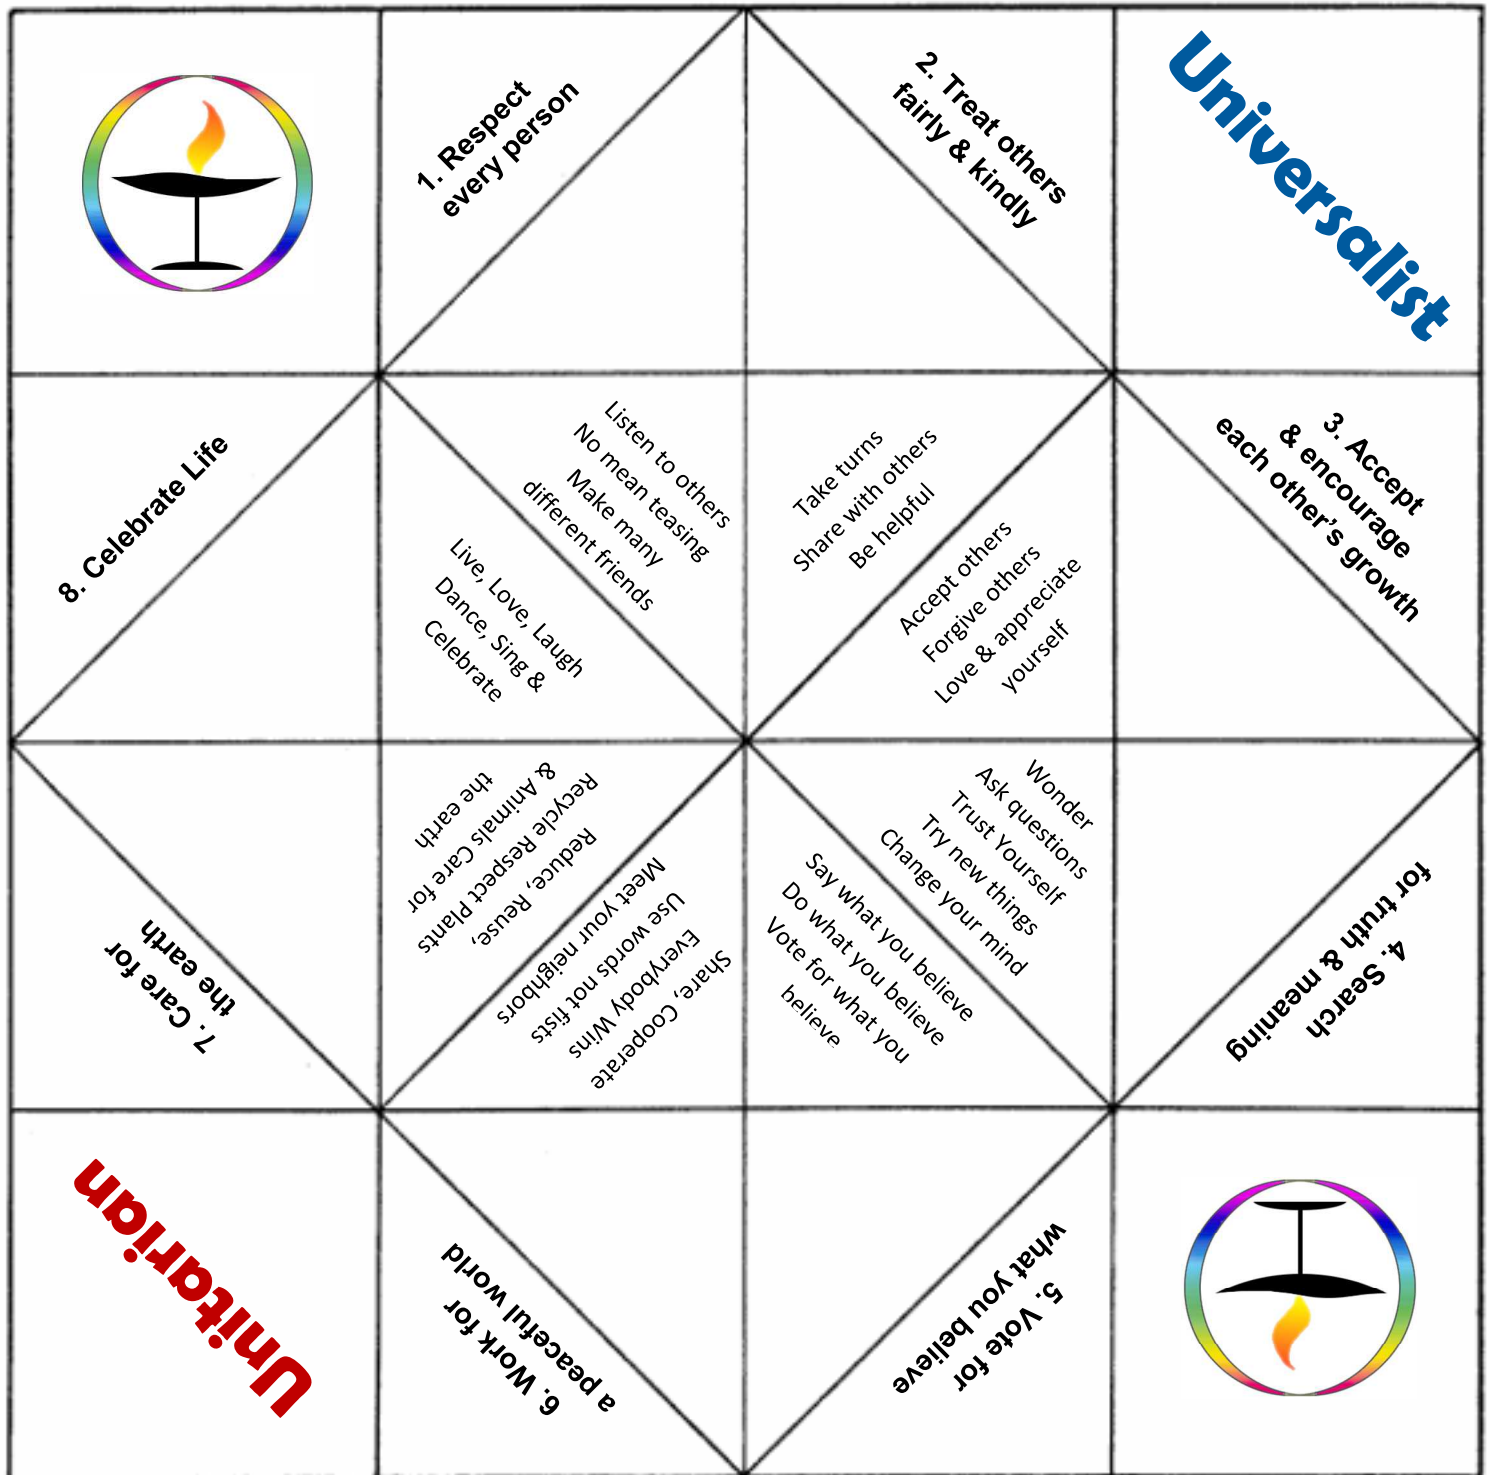 1. Respect
every person
2. Treat others
fairly & kindly
Universalist
3. Accept
& encourage
each other's growth
4. Search
for truth & meaning
5. Vote for
what you believe
6. Work for
a peaceful world
Unitarian
7. Care for
the earth
8. Celebrate Life
Listen to others
No mean teasing
Make many
different friends
Take turns
Share with others
Be helpful
Accept others
Forgive others
Love & appreciate
yourself
Wonder
Ask questions
Trust Yourself
Try new things
Change your mind
Say what you believe
Do what you believe
Vote for what you
believe
Share, Cooperate
Everybody Wins
Use words not fists
Meet your neighbors
Reduce, Reuse,
Recycle Respect Plants
& Animals Care for
the earth
Live, Love, Laugh
Dance, Sing &
Celebrate